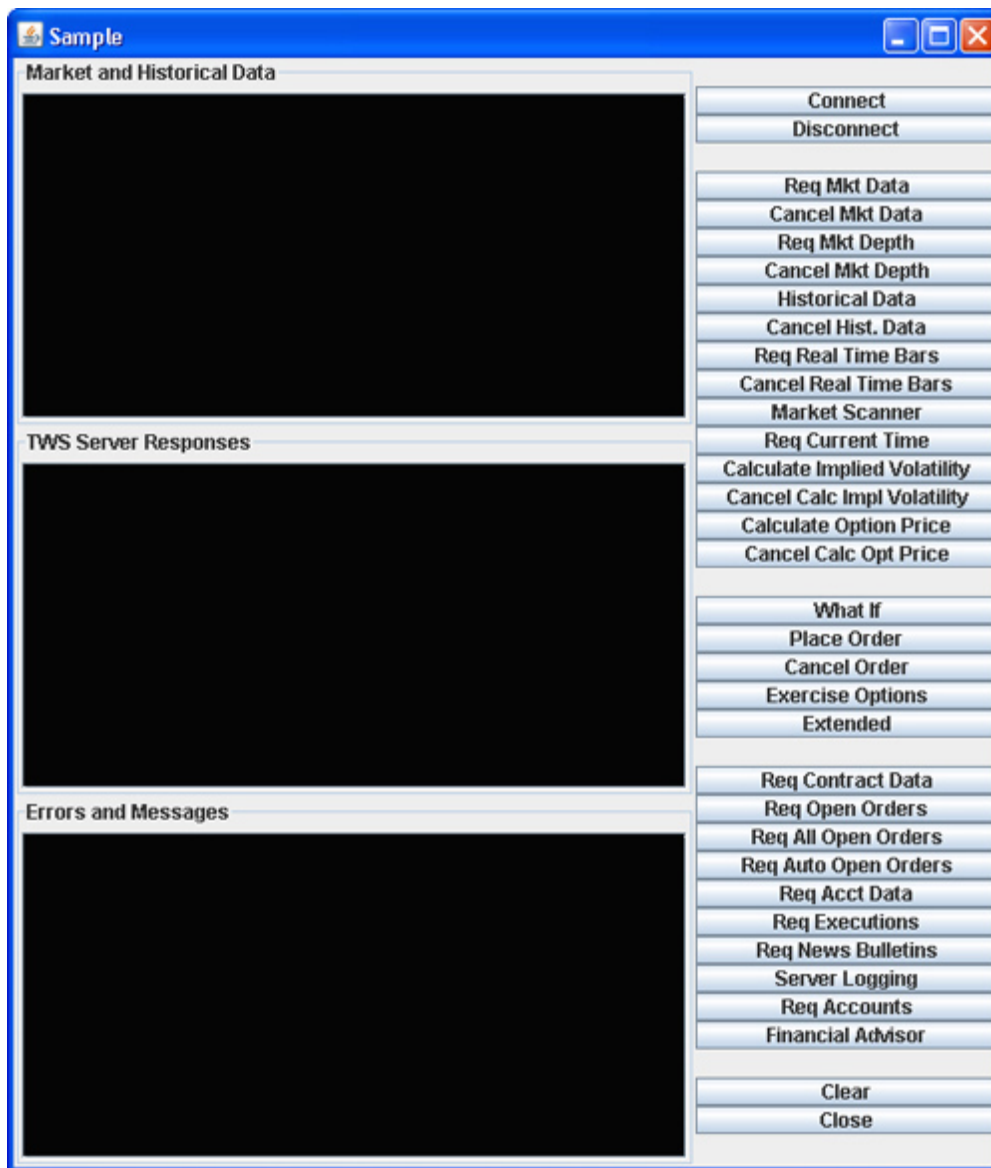 Sample
Market and Historical Data
Connect
Disconnect
Req Mkt Data
Cancel Mkt Data
Req Mkt Depth
Cancel Mkt Depth
Historical Data
Cancel Hist. Data
Req Real Time Bars
Cancel Real Time Bars
Market Scanner
Req Current Time
Calculate Implied Volatility
Cancel Calc Impl Volatility
Calculate Option Price
Cancel Calc Opt Price
TWS Server Responses
What If
Place Order
Cancel Order
Exercise Options
Extended
Req Contract Data
Req Open Orders
Req All Open Orders
Req Auto Open Orders
Req Acct Data
Req Executions
Req News Bulletins
Server Logging
Req Accounts
Financial Advisor
Errors and Messages
Clear
Close